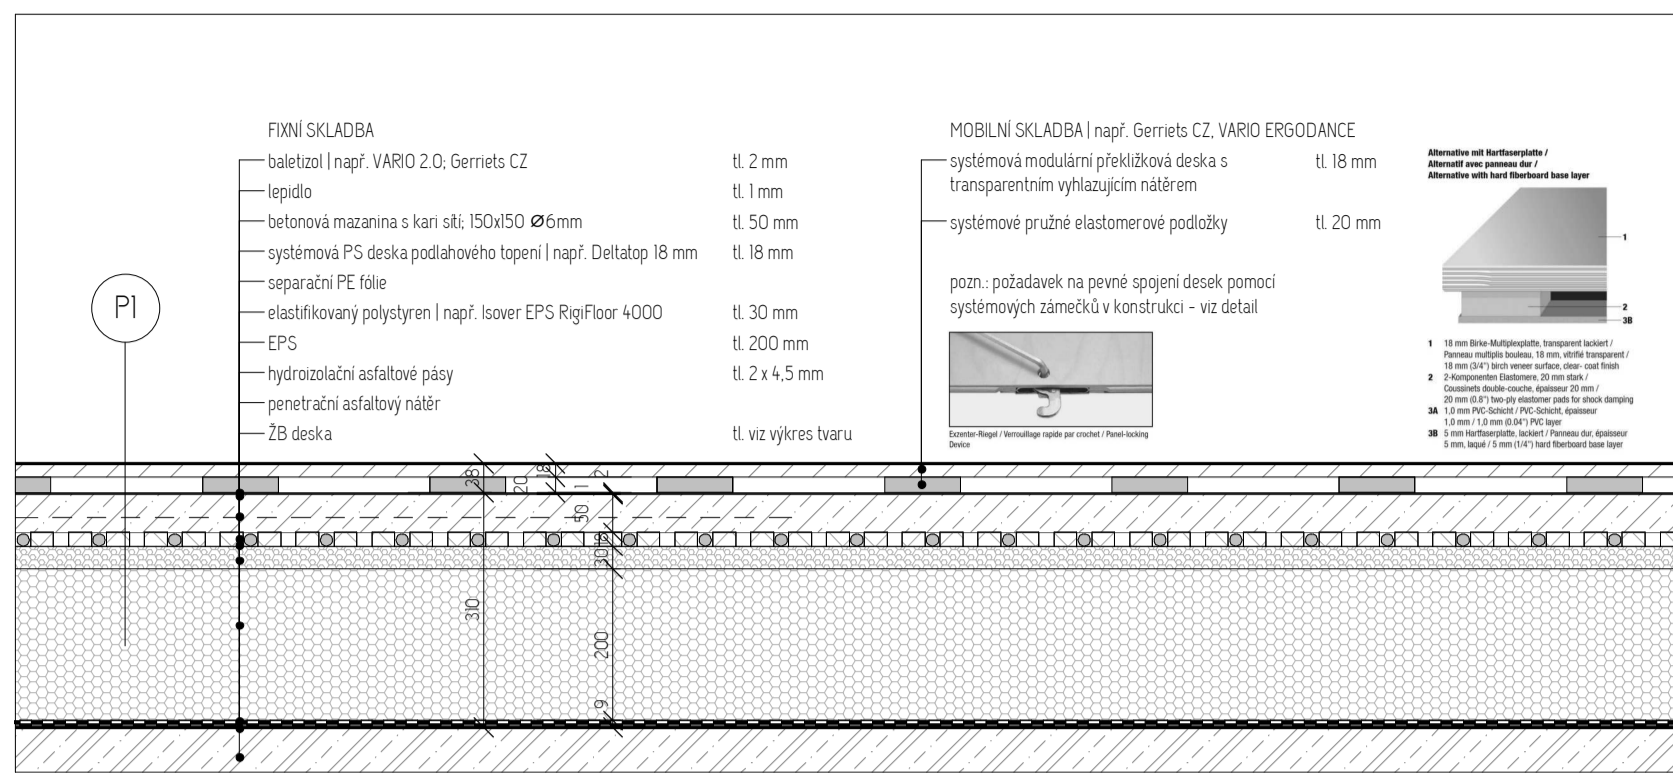 P1
FIXNÍ SKLADBA
baletizol | např. VARIO 2.0; Gerriets CZ tl. 2 mm
lepidlo tl. 1 mm
betonová mazanina s kari sítí; 150x150 Ø6mm tl. 50 mm
systémová PS deska podlahového topení | např. Deltatop 18 mm tl. 18 mm
separační PE fólie
elastifikovaný polystyren | např. Isover EPS RigiFloor 4000 tl. 30 mm
EPS tl. 200 mm
hydroizolační asfaltové pásy tl. 2 x 4,5 mm
penetrační asfaltový nátěr
ŽB deska tl. viz výkres tvaru
MOBILNÍ SKLADBA | např. Gerriets CZ, VARIO ERGODANCE
systémová modulární překližková deska s tl. 18 mm
transparentním vyhlazujícím nátěrem
systémové pružné elastomerové podložky tl. 20 mm
pozn.: požadavek na pevné spojení desek pomocí
systémových zámečků v konstrukci - viz detail
Exzenter-Riegel / Verrouillage rapide par crochet / Panel-locking
Device
Alternative mit Hartfaserplatte /
Alternatif avec panneau dur /
Alternative with hard fiberboard base layer
1
2
3B
1 18 mm Birke-Multiplexplatte, transparent lackiert /
Panneau multiplis bouleau, 18 mm, vitrifié transparent /
18 mm (3/4") birch veneer surface, clear- coat finish
2 2-Komponenten Elastomere, 20 mm stark /
Coussinets double-couche, épaisseur 20 mm /
20 mm (0.8") two-ply elastomer pads for shock damping
3A 1,0 mm PVC-Schicht / PVC-Schicht, épaisseur
1,0 mm / 1,0 mm (0.04") PVC layer
3B 5 mm Hartfaserplatte, lackiert / Panneau dur, épaisseur
5 mm, laqué / 5 mm (1/4") hard fiberboard base layer
38
20
18
1
2
50
18
30
310
200
9